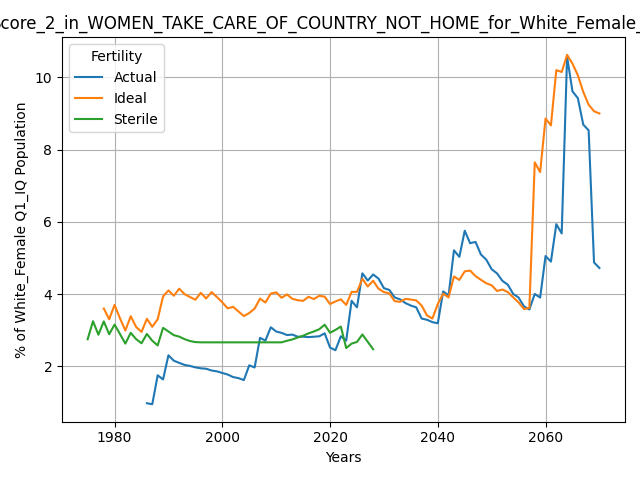 core_2_in_WOMEN_TAKE_CARE_OF_COUNTRY_NOT_HOME_for_White_Female_
Fertility
Actual
Ideal
Sterile
% of White_Female Q1_IQ Population
10
8
6
4
2
1980 2000 2020 2040 2060
Years